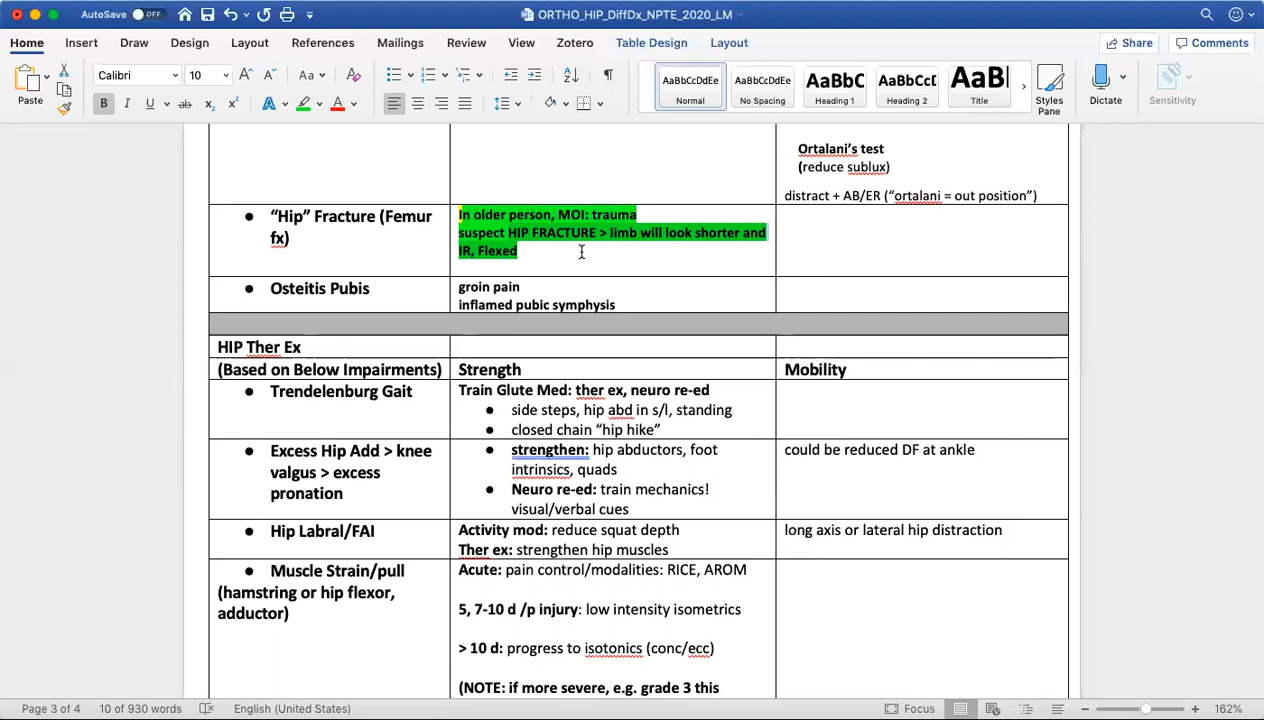 AutoSave OFF
ORTHO_HIP_DiffDx_NPTE_2020_LM
Home Insert Draw Design Layout References Mailings Review View Zotero Table Design Layout Share Comments
Paste
Calibri 10
AaBbCcDdEe AaBbCcDdEe AaBbC AaBbCcE AaB
Normal No Spacing Heading 1 Heading 2 Title
Styles Pane
Dictate
Sensitivity
Ortalani's test
(reduce sublux)
distract + AB/ER ("ortalani = out position")
● "Hip" Fracture (Femur
fx)
In older person, MOI: trauma
suspect HIP FRACTURE > limb will look shorter and
IR, Flexed
● Osteitis Pubis
groin pain
inflamed pubic symphysis
HIP Ther Ex
(Based on Below Impairments) Strength Mobility
● Trendelenburg Gait
Train Glute Med: ther ex, neuro re-ed
● side steps, hip abd in s/l, standing
● closed chain "hip hike"
● Excess Hip Add > knee
valgus > excess
pronation
● strengthen: hip abductors, foot
intrinsics, quads
● Neuro re-ed: train mechanics!
visual/verbal cues
could be reduced DF at ankle
● Hip Labral/FAI
Activity mod: reduce squat depth
Ther ex: strengthen hip muscles
long axis or lateral hip distraction
● Muscle Strain/pull
(hamstring or hip flexor,
adductor)
Acute: pain control/modalities: RICE, AROM
5, 7-10 d /p injury: low intensity isometrics
> 10 d: progress to isotonics (conc/ecc)
(NOTE: if more severe, e.g. grade 3 this
Page 3 of 4 10 of 930 words English (United States) Focus 162%